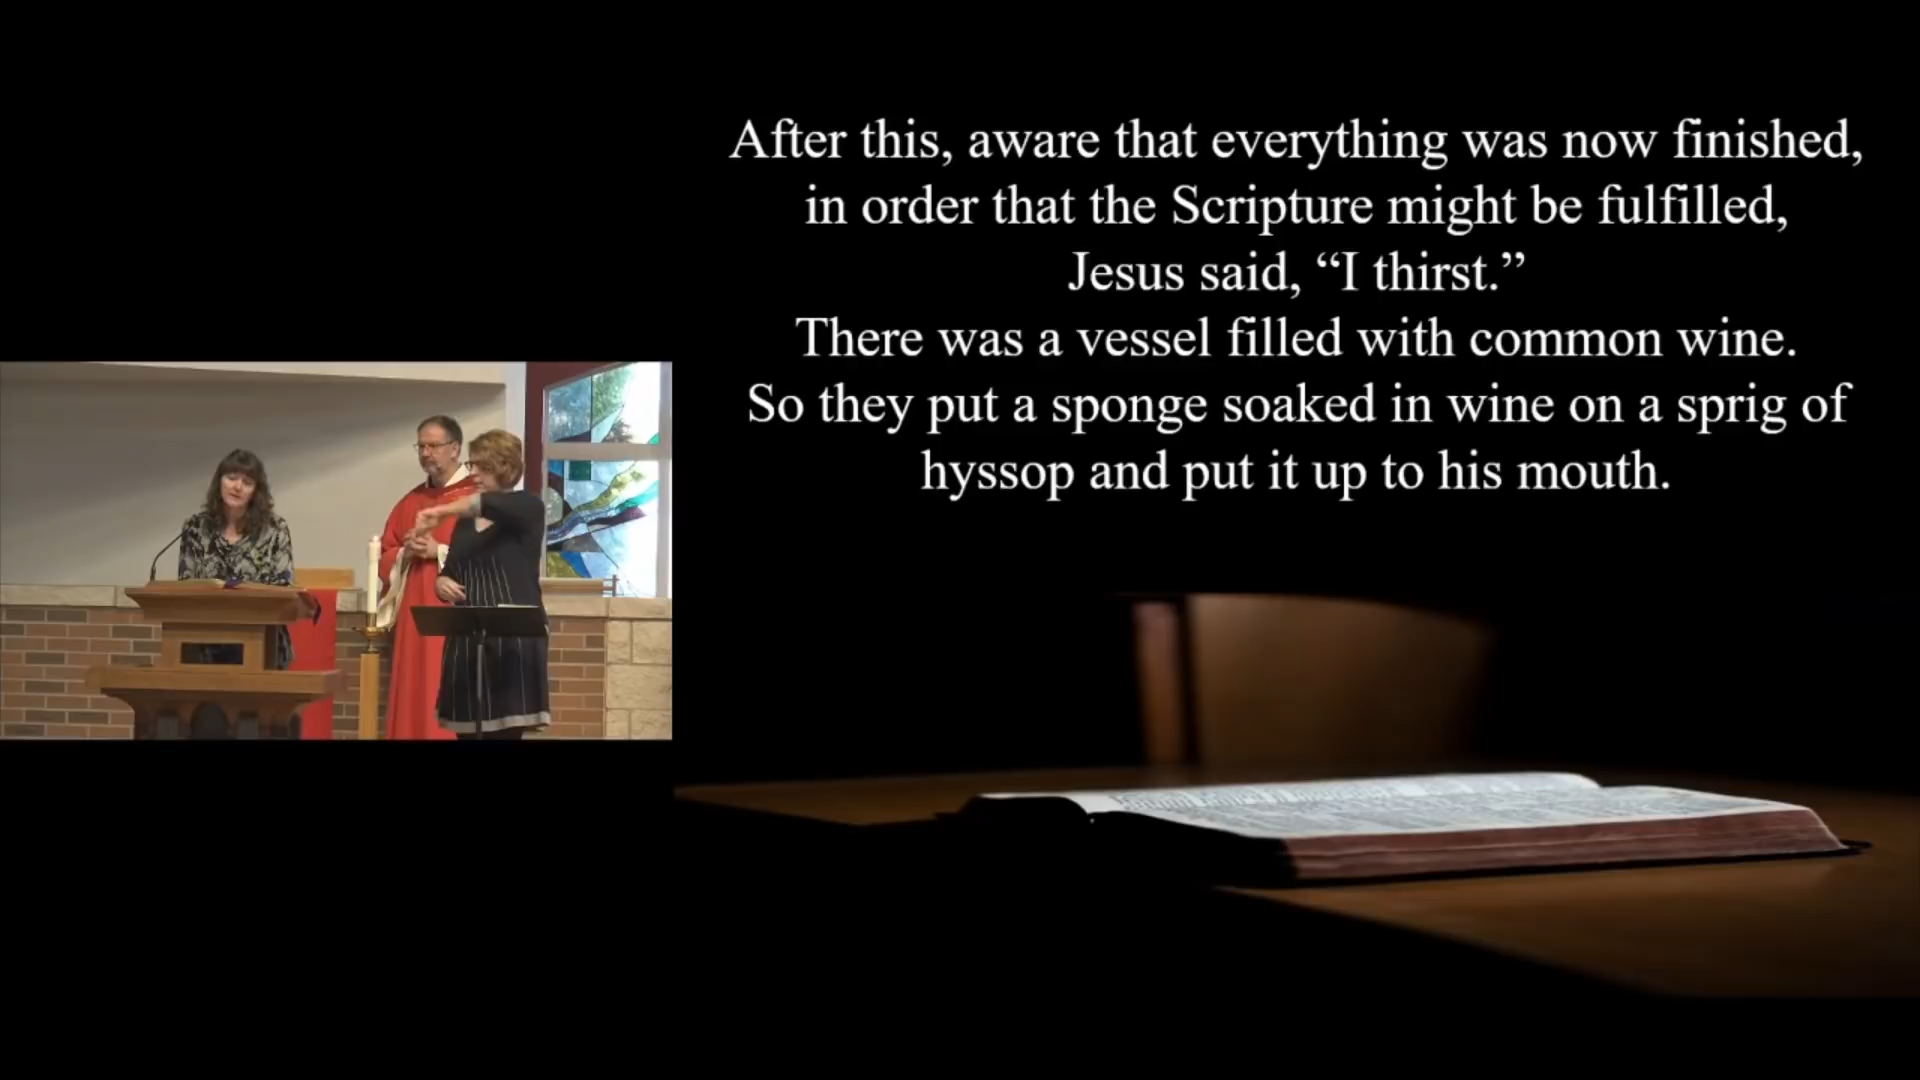 After this, aware that everything was now finished,
in order that the Scripture might be fulfilled,
Jesus said, “I thirst.”
There was a vessel filled with common wine.
So they put a sponge soaked in wine on a sprig of
hyssop and put it up to his mouth.